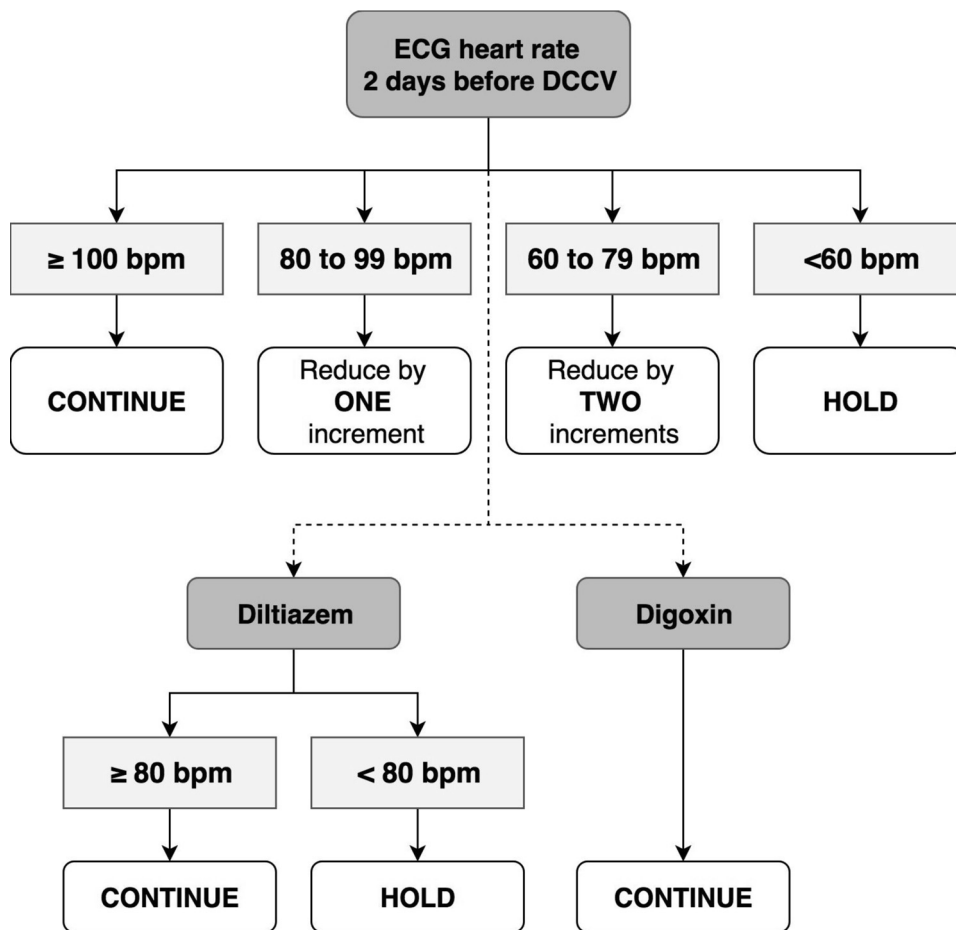 ECG heart rate
2 days before DCCV
≥ 100 bpm
80 to 99 bpm
60 to 79 bpm
<60 bpm
CONTINUE
Reduce by
ONE
increment
Reduce by
TWO
increments
HOLD
Diltiazem
Digoxin
≥ 80 bpm
< 80 bpm
CONTINUE
HOLD
CONTINUE